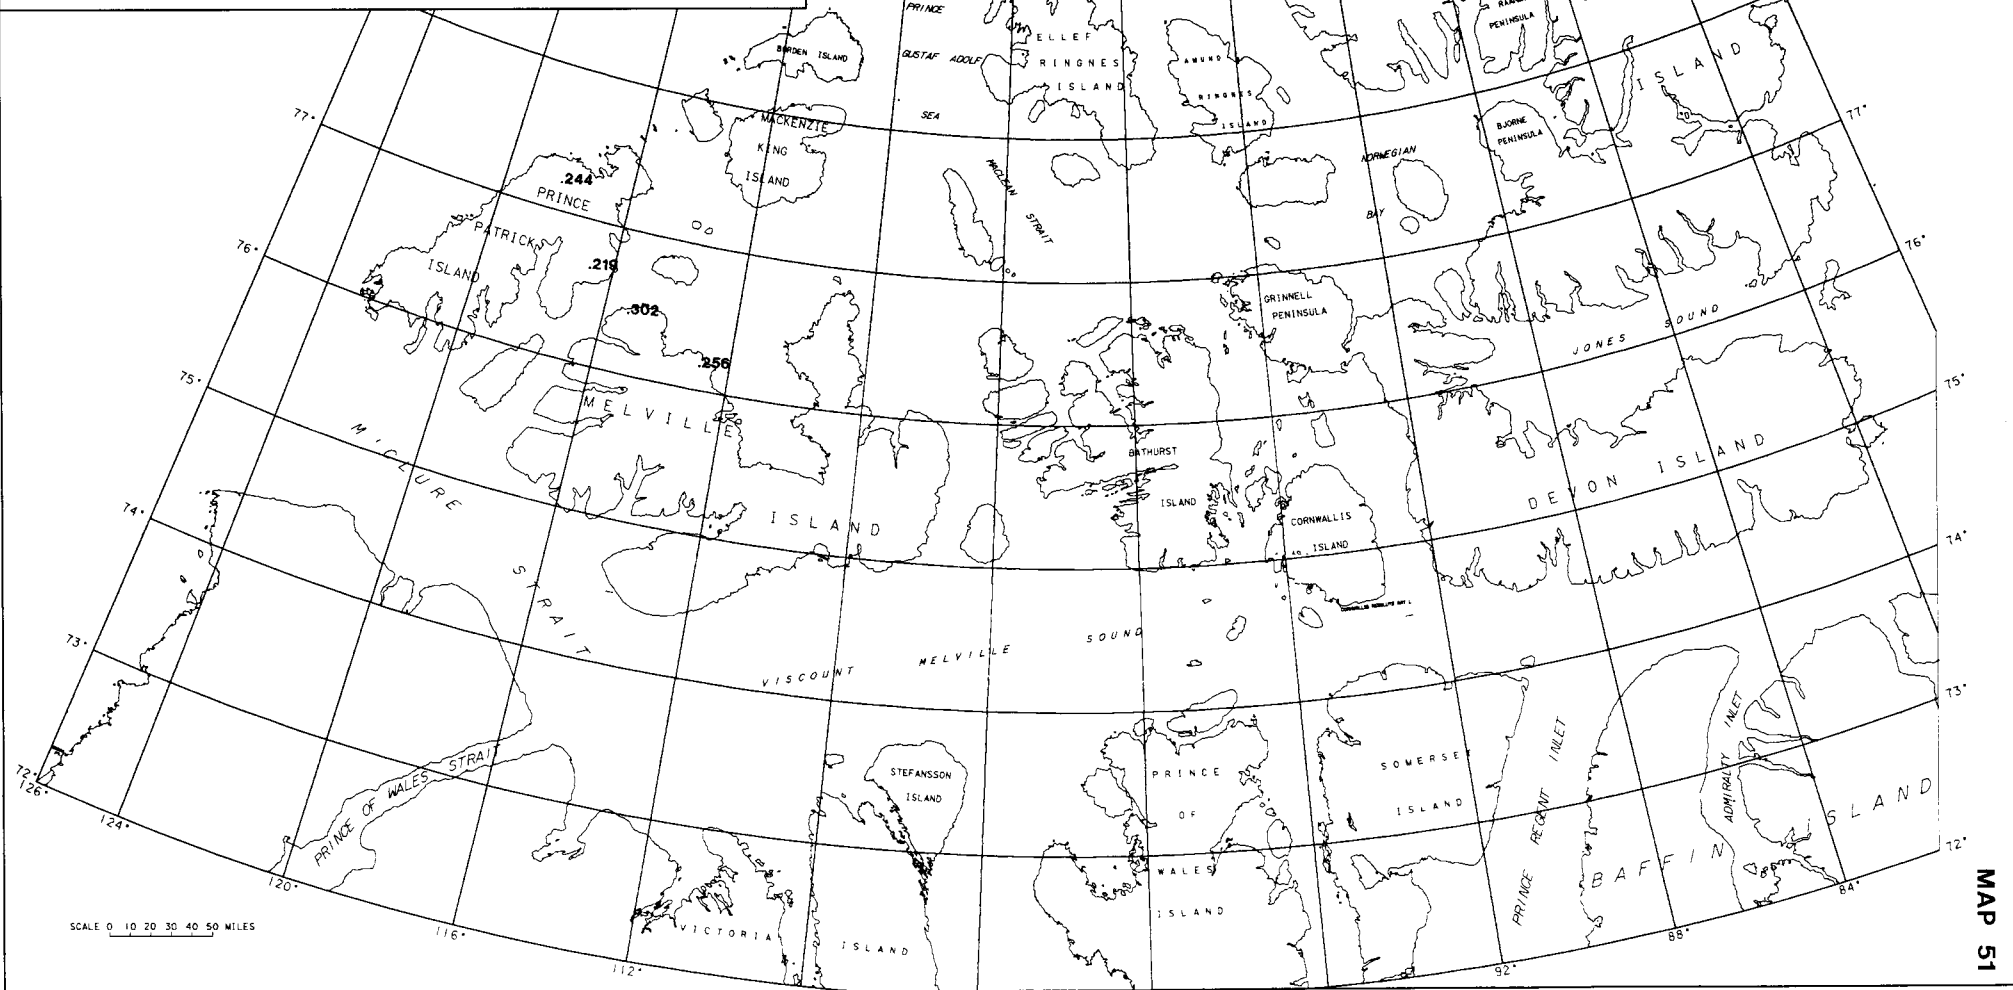 PRINCE
GUSTAF ADOLF
SEA
BORDEN ISLAND
ELLEF
RINGNES
ISLAND
AMUND
RINGNES
ISLAND
PENINSULA
ISLAND
77°
MACKENZIE
KING
ISLAND
MACLEAN
STRAIT
NORWEGIAN
BAY
BJORNE
PENINSULA
77°
.244
PRINCE
PATRICK
ISLAND
.219
.302
.256
76°
GRINNELL
PENINSULA
JONES SOUND
76°
75°
M'CLURE
STRAIT
MELVILLE
ISLAND
BATHURST
ISLAND
CORNWALLIS
ISLAND
DEVON ISLAND
75°
74°
74°
73°
VISCOUNT MELVILLE SOUND
73°
72°
126°
124°
120°
116°
112°
PRINCE OF WALES STRAIT
STEFANSSON
ISLAND
PRINCE
OF
WALES
ISLAND
SOMERSET
ISLAND
PRINCE REGENT INLET
ADMIRALTY INLET
BAFFIN
SLAND
VICTORIA
ISLAND
92°
88°
84°
72°
SCALE 0 10 20 30 40 50 MILES
MAP 51